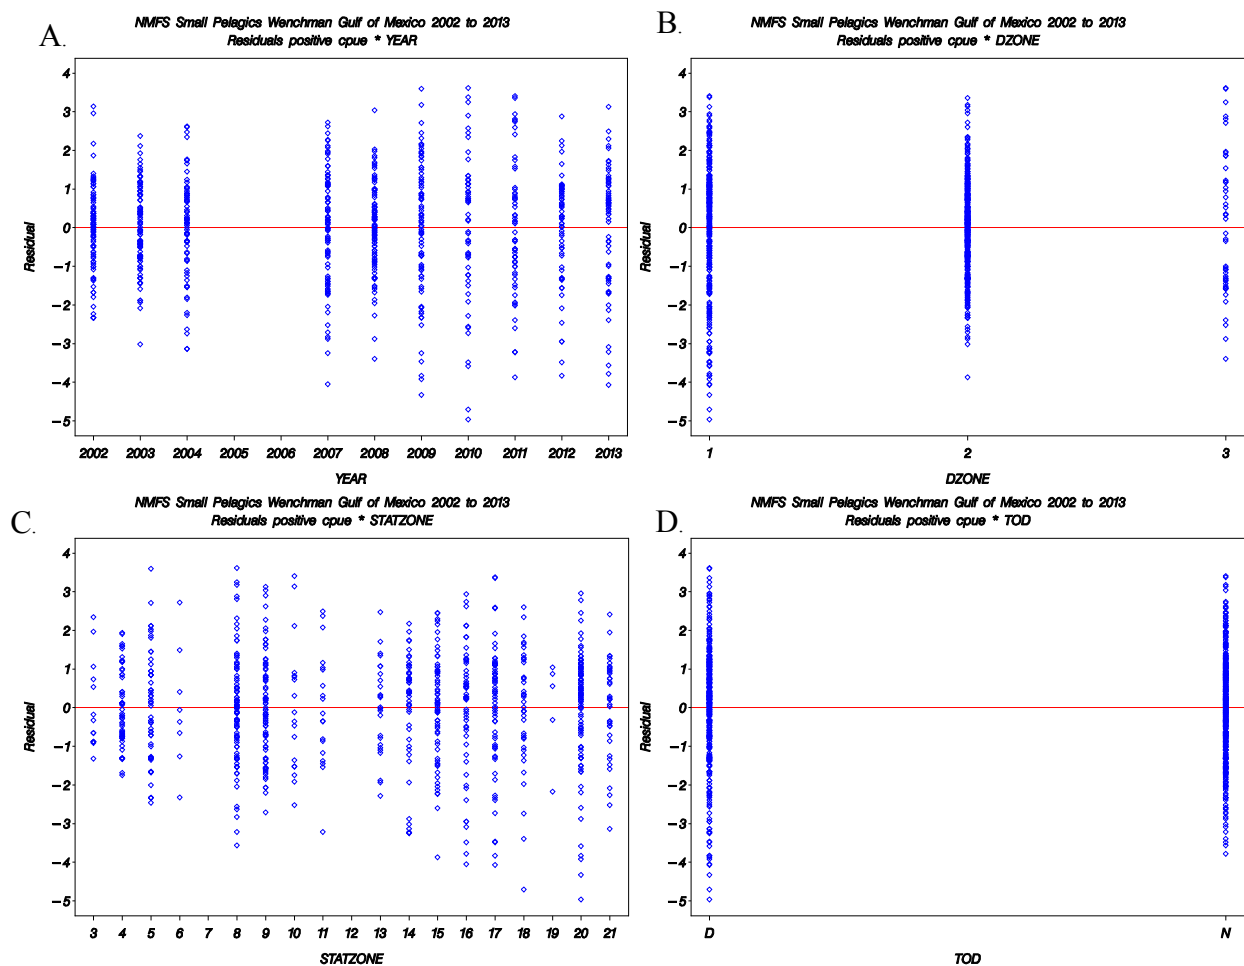 A.
NMFS Small Pelagics Wenchman Gulf of Mexico 2002 to 2013
Residuals positive cpue * YEAR
4
3
2
1
0
−1
−2
−3
−4
−5
Residual
2002 2003 2004 2005 2006 2007 2008 2009 2010 2011 2012 2013
YEAR
B.
NMFS Small Pelagics Wenchman Gulf of Mexico 2002 to 2013
Residuals positive cpue * DZONE
4
3
2
1
0
−1
−2
−3
−4
−5
Residual
1 2 3
DZONE
C.
NMFS Small Pelagics Wenchman Gulf of Mexico 2002 to 2013
Residuals positive cpue * STATZONE
4
3
2
1
0
−1
−2
−3
−4
−5
Residual
3 4 5 6 7 8 9 10 11 12 13 14 15 16 17 18 19 20 21
STATZONE
D.
NMFS Small Pelagics Wenchman Gulf of Mexico 2002 to 2013
Residuals positive cpue * TOD
4
3
2
1
0
−1
−2
−3
−4
−5
Residual
D N
TOD